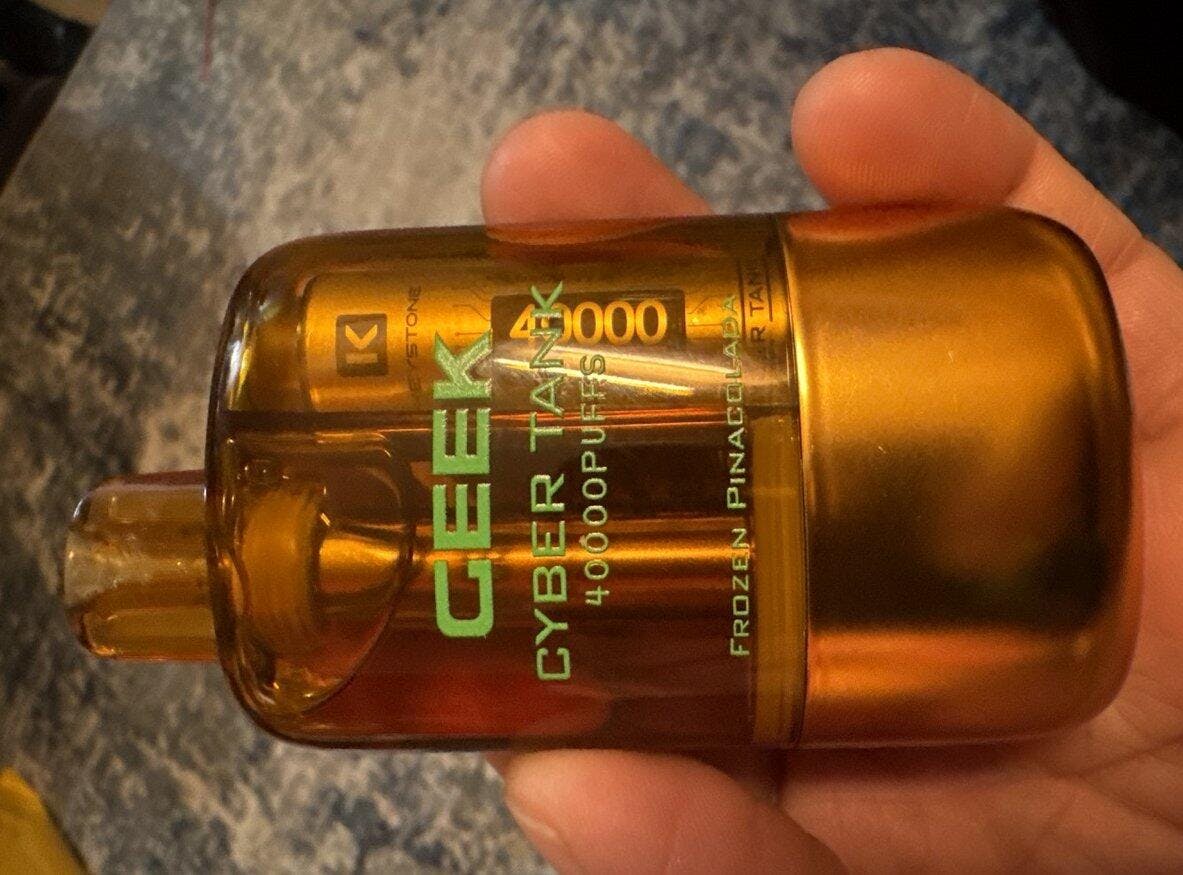 GEEK
CYBER TANK
40000PUFFS
FROZEN PINACOLADA
K
40000